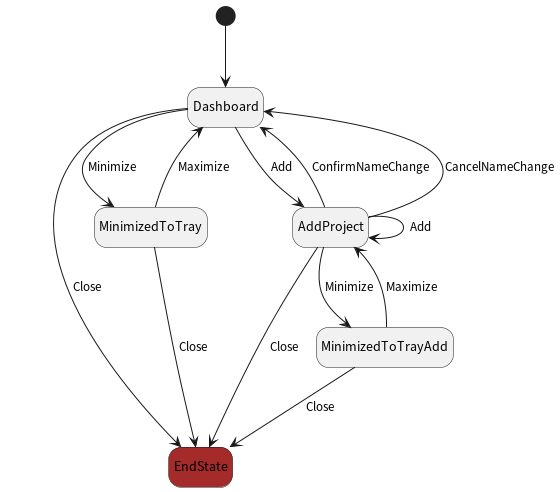 Dashboard
Minimize
Maximize
Add
ConfirmNameChange
CancelNameChange
MinimizedToTray
AddProject
Add
Close
Minimize
Maximize
Close
Close
MinimizedToTrayAdd
Close
EndState